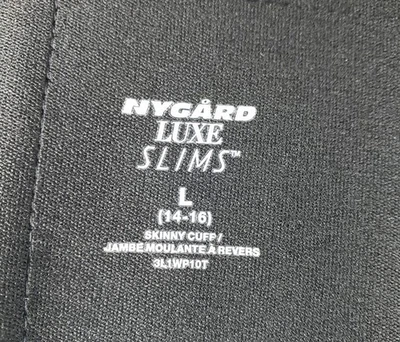 NYGÅRD
LUXE
SLIMS™
L
(14-16)
SKINNY CUFF /
JAMBE MOULANTE À REVERS
3L1WP10T